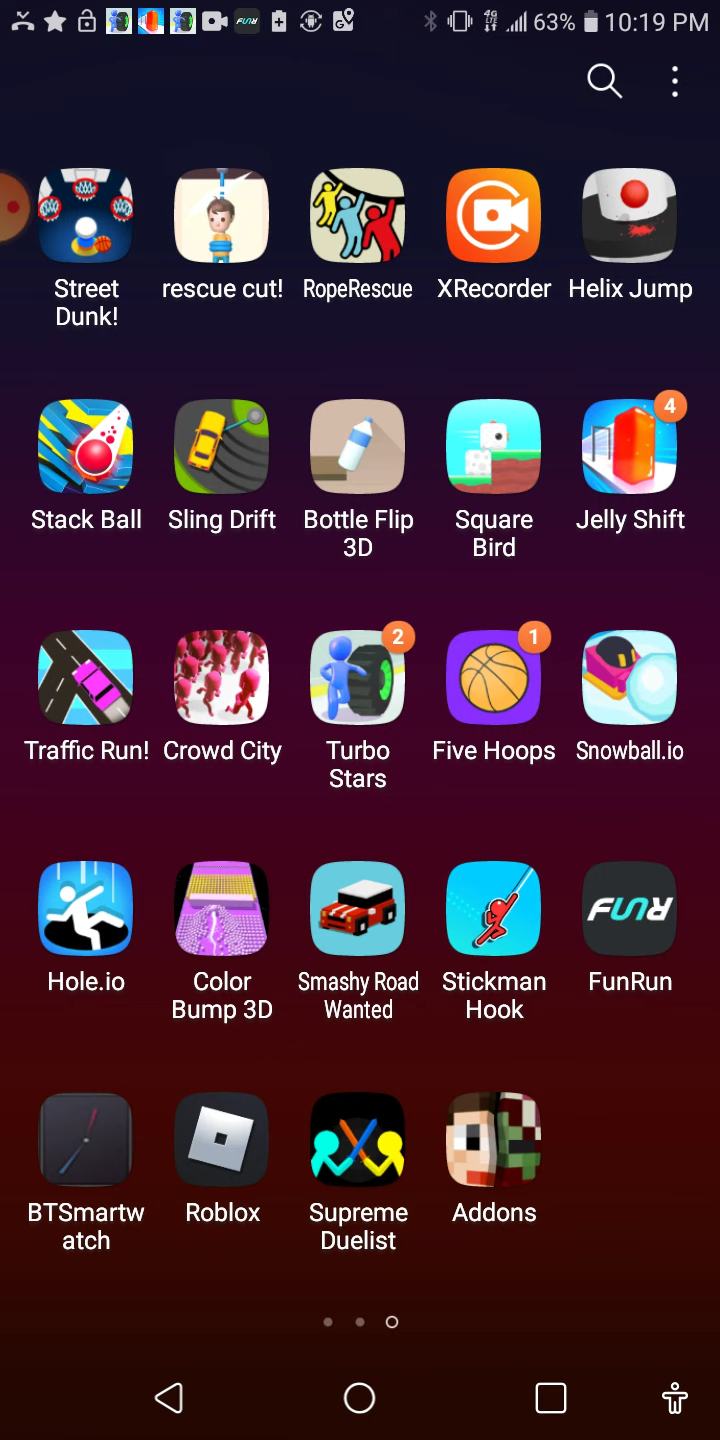 4G
63%
10:19 PM
Street
Dunk!
rescue cut!
RopeRescue
XRecorder
Helix Jump
4
Stack Ball
Sling Drift
Bottle Flip
3D
Square
Bird
Jelly Shift
2
1
Traffic Run!
Crowd City
Turbo
Stars
Five Hoops
Snowball.io
FUN
Hole.io
Color
Bump 3D
Smashy Road
Wanted
Stickman
Hook
FunRun
BTSmartw
atch
Roblox
Supreme
Duelist
Addons